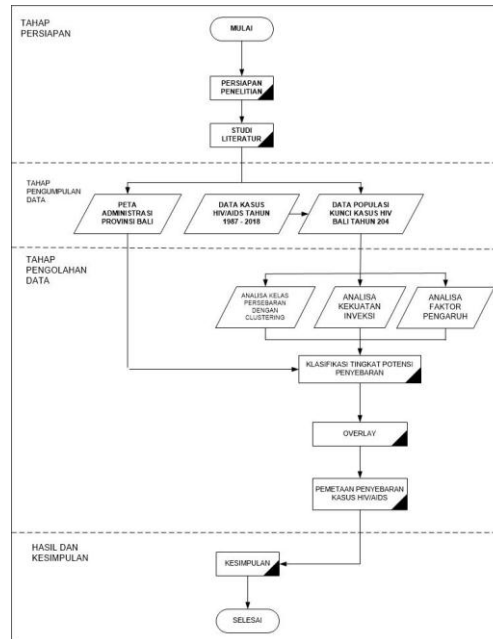 TAHAP
PERSIAPAN
MULAI
PERSIAPAN
PENELITIAN
STUDI
LITERATUR
TAHAP
PENGUMPULAN
DATA
PETA
ADMINISTRASI
PROVINSI BALI
DATA KASUS
HIV/AIDS TAHUN
1987 - 2018
DATA POPULASI
KUNCI KASUS HIV
BALI TAHUN 204
TAHAP
PENGOLAHAN
DATA
ANALISA KELAS
PERSEBARAN
DENGAN
CLUSTERING
ANALISA
KEKUATAN
INVEKSI
ANALISA
FAKTOR
PENGARUH
KLASIFIKASI TINGKAT POTENSI
PENYEBARAN
OVERLAY
PEMETAAN PENYEBARAN
KASUS HIV/AIDS
HASIL DAN
KESIMPULAN
KESIMPULAN
SELESAI